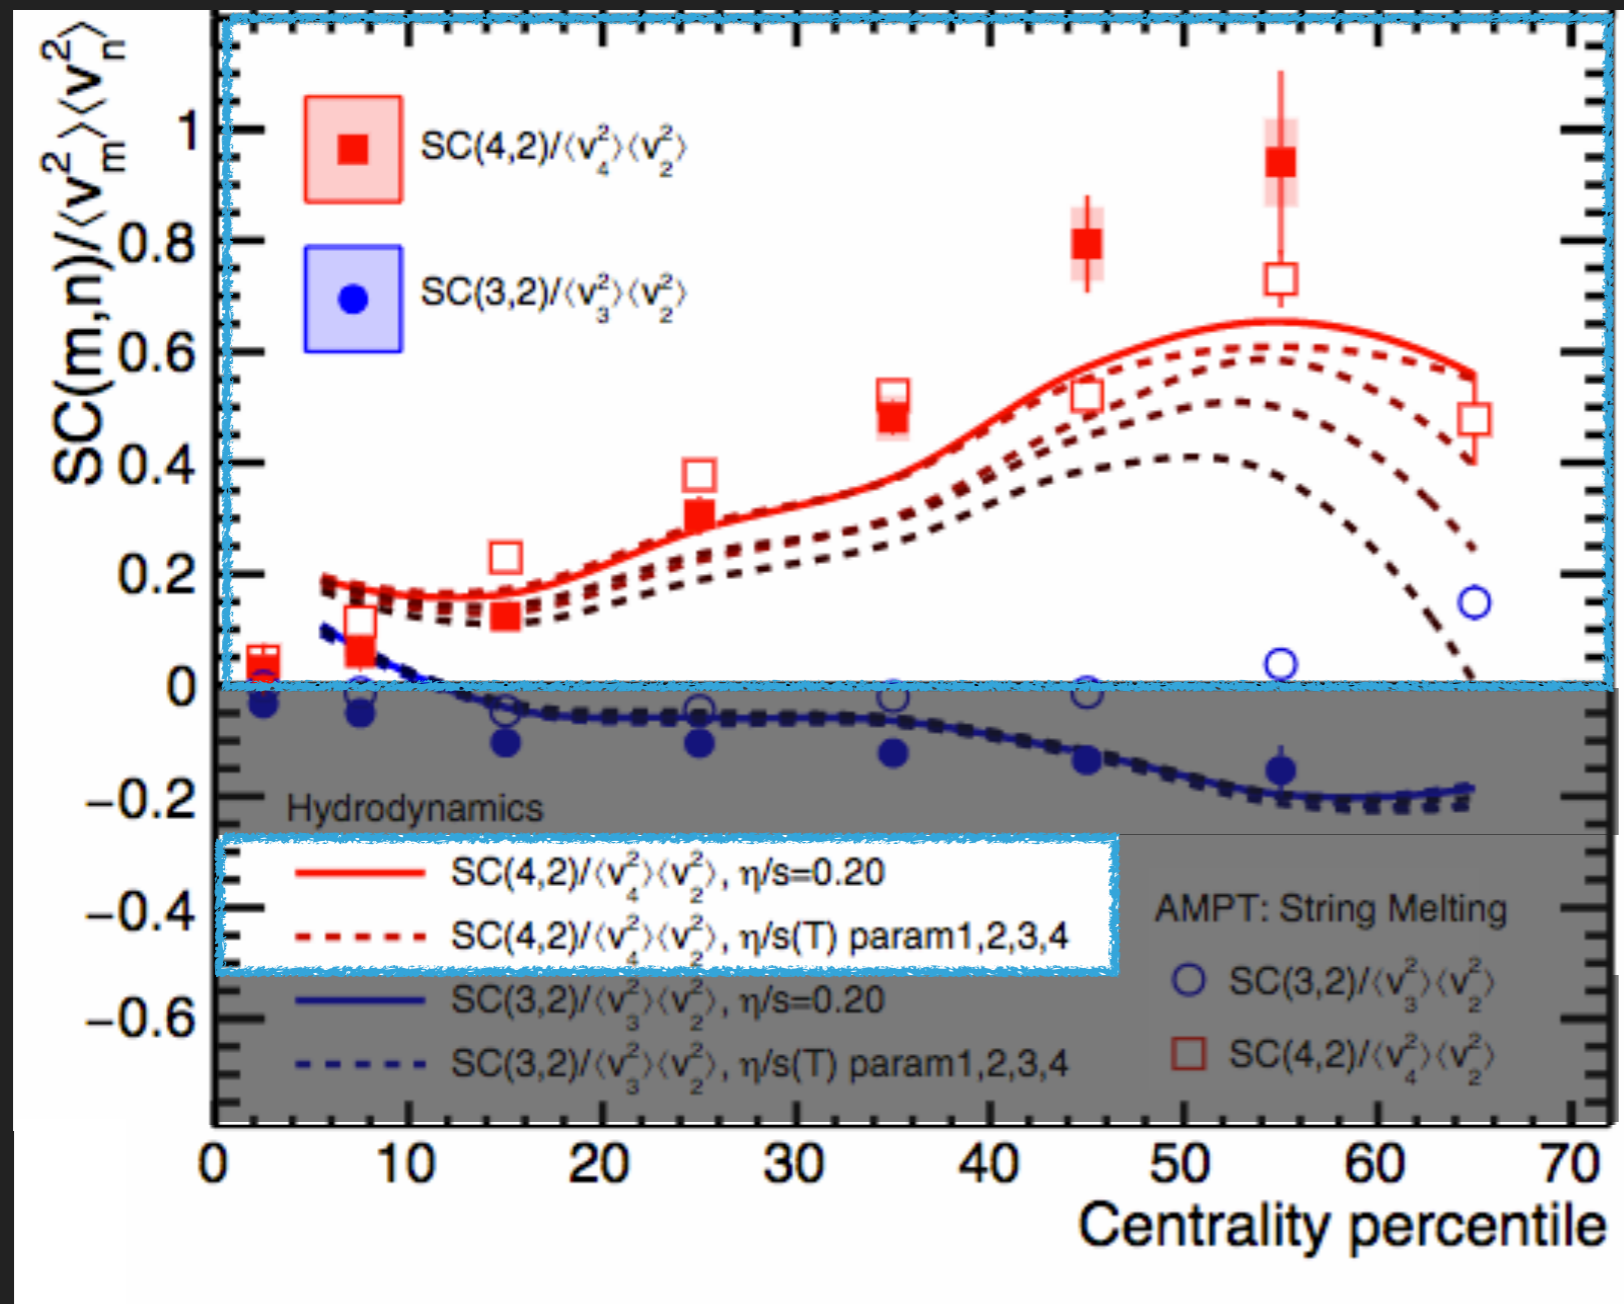 SC(m,n)/⟨v²ₘ⟩⟨v²ₙ⟩
1
0.8
0.6
0.4
0.2
0
−0.2
−0.4
−0.6
SC(4,2)/⟨v²₄⟩⟨v²₂⟩
SC(3,2)/⟨v²₃⟩⟨v²₂⟩
Hydrodynamics
SC(4,2)/⟨v²₄⟩⟨v²₂⟩, η/s=0.20
SC(4,2)/⟨v²₄⟩⟨v²₂⟩, η/s(T) param1,2,3,4
SC(3,2)/⟨v²₃⟩⟨v²₂⟩, η/s=0.20
SC(3,2)/⟨v²₃⟩⟨v²₂⟩, η/s(T) param1,2,3,4
AMPT: String Melting
SC(3,2)/⟨v²₃⟩⟨v²₂⟩
SC(4,2)/⟨v²₄⟩⟨v²₂⟩
0 10 20 30 40 50 60 70
Centrality percentile